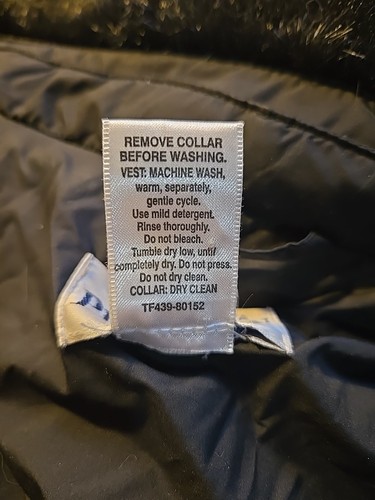 REMOVE COLLAR
BEFORE WASHING.
VEST: MACHINE WASH,
warm, separately,
gentle cycle.
Use mild detergent.
Rinse thoroughly.
Do not bleach.
Tumble dry low, until
completely dry. Do not press.
Do not dry clean.
COLLAR: DRY CLEAN
TF439-80152